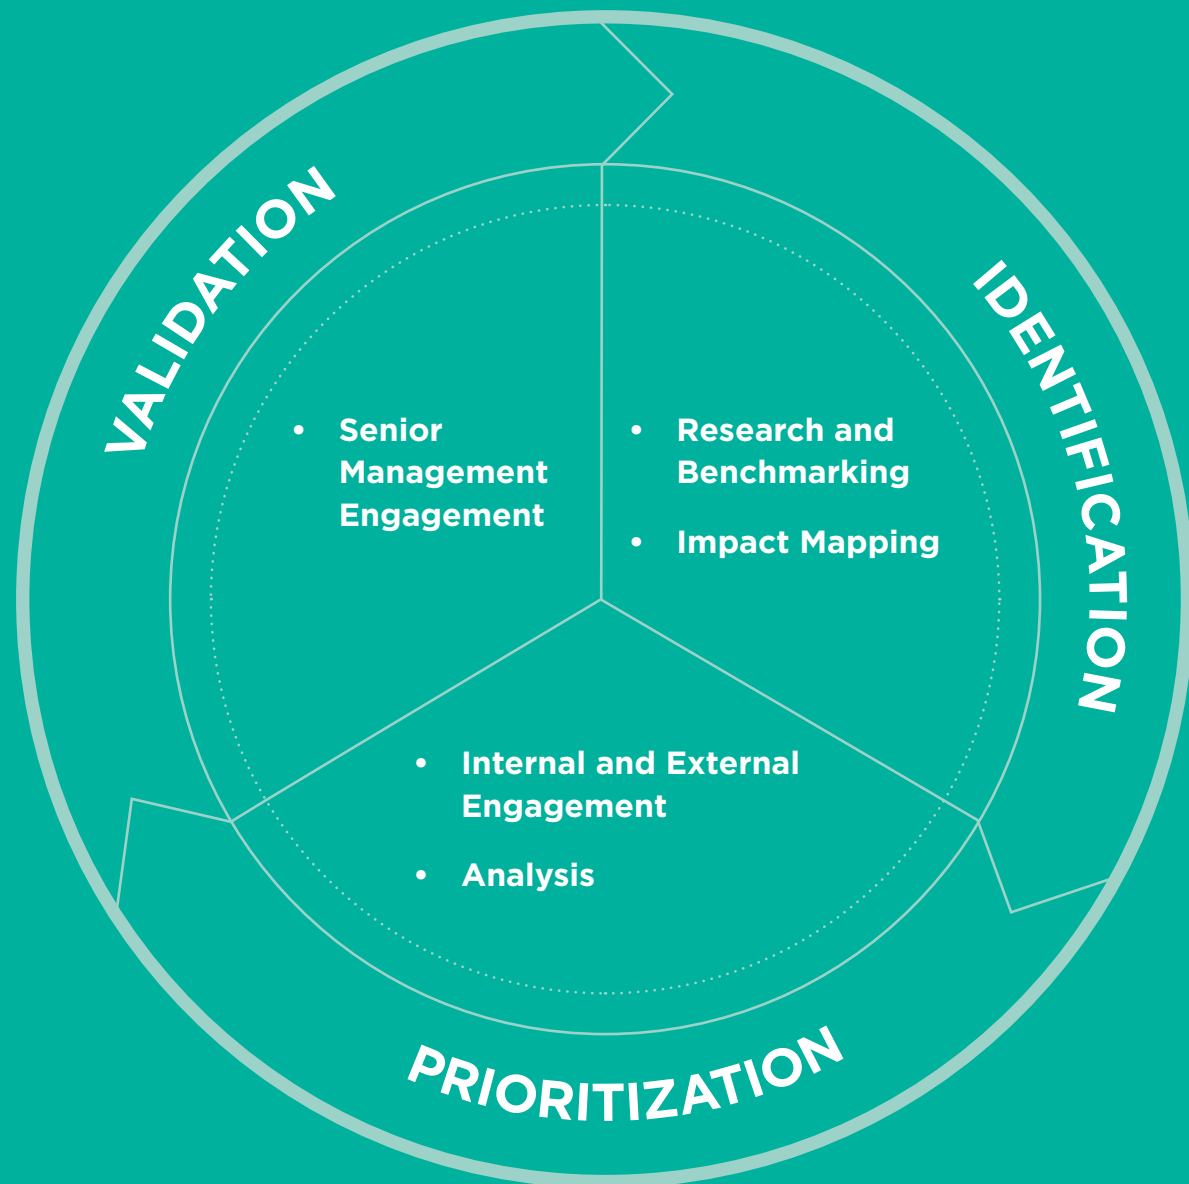 VALIDATION
• Senior
Management
Engagement
IDENTIFICATION
• Research and
Benchmarking
• Impact Mapping
PRIORITIZATION
• Internal and External
Engagement
• Analysis